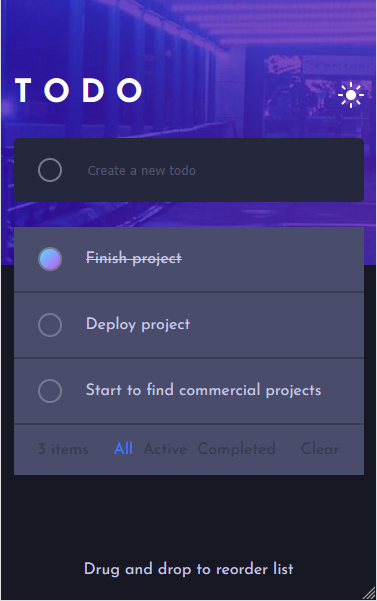 TODO
Create a new todo
Finish project
Deploy project
Start to find commercial projects
3 items All Active Completed Clear
Drug and drop to reorder list